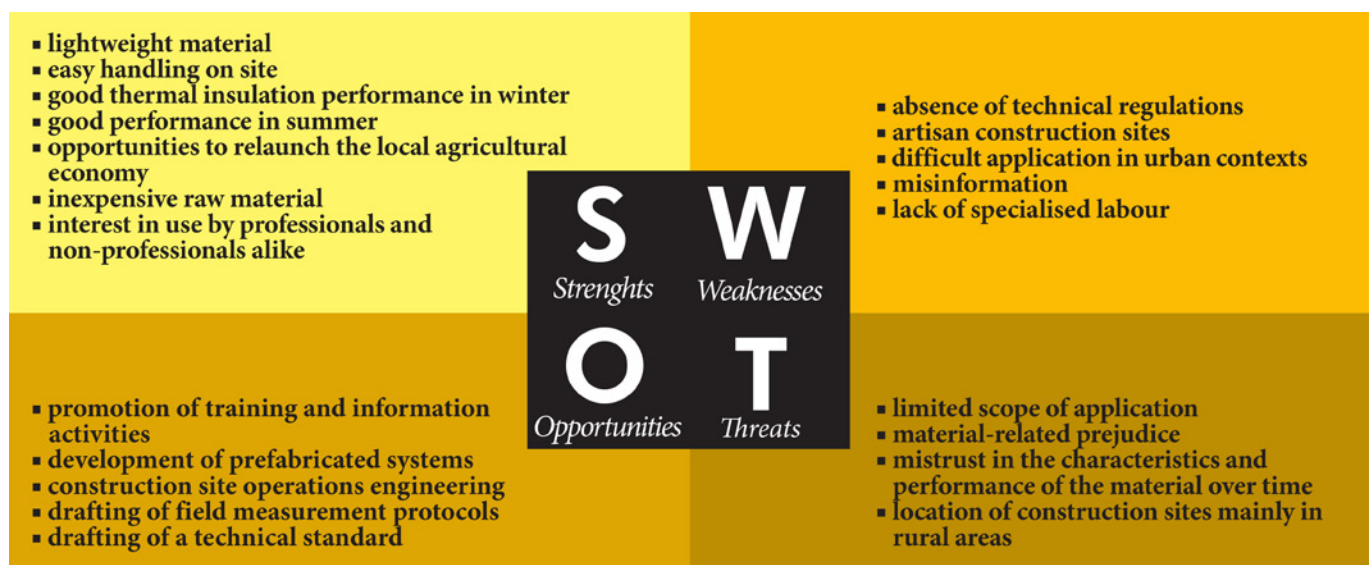 ▪ lightweight material
▪ easy handling on site
▪ good thermal insulation performance in winter
▪ good performance in summer
▪ opportunities to relaunch the local agricultural
economy
▪ inexpensive raw material
▪ interest in use by professionals and
non-professionals alike
▪ absence of technical regulations
▪ artisan construction sites
▪ difficult application in urban contexts
▪ misinformation
▪ lack of specialised labour
S W
Strenghts Weaknesses
O T
Opportunities Threats
▪ promotion of training and information
activities
▪ development of prefabricated systems
▪ construction site operations engineering
▪ drafting of field measurement protocols
▪ drafting of a technical standard
▪ limited scope of application
▪ material-related prejudice
▪ mistrust in the characteristics and
performance of the material over time
▪ location of construction sites mainly in
rural areas